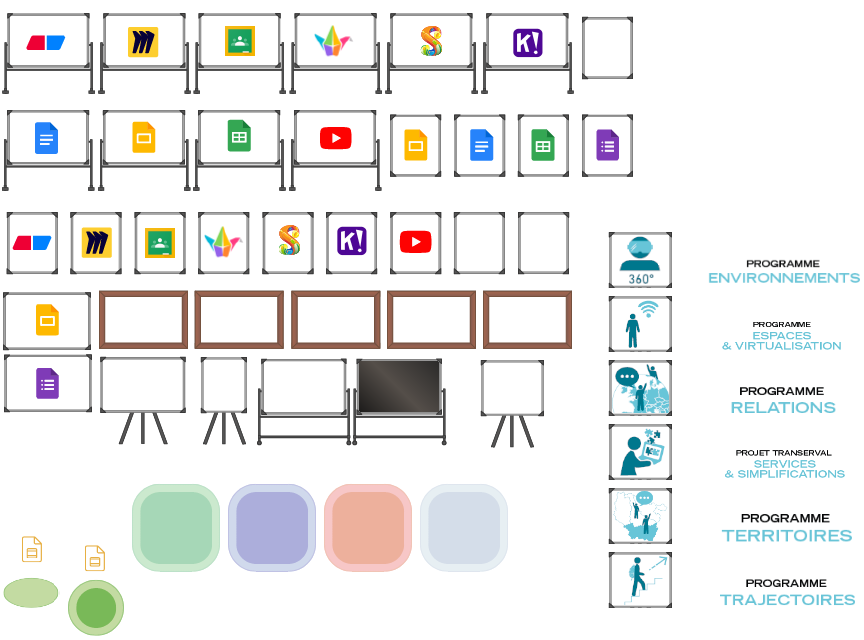 K!
K!
360°
PROGRAMME
ENVIRONNEMENTS
PROGRAMME
ESPACES
& VIRTUALISATION
PROGRAMME
RELATIONS
PROJET TRANSERVAL
SERVICES
& SIMPLIFICATIONS
PROGRAMME
TERRITOIRES
PROGRAMME
TRAJECTOIRES